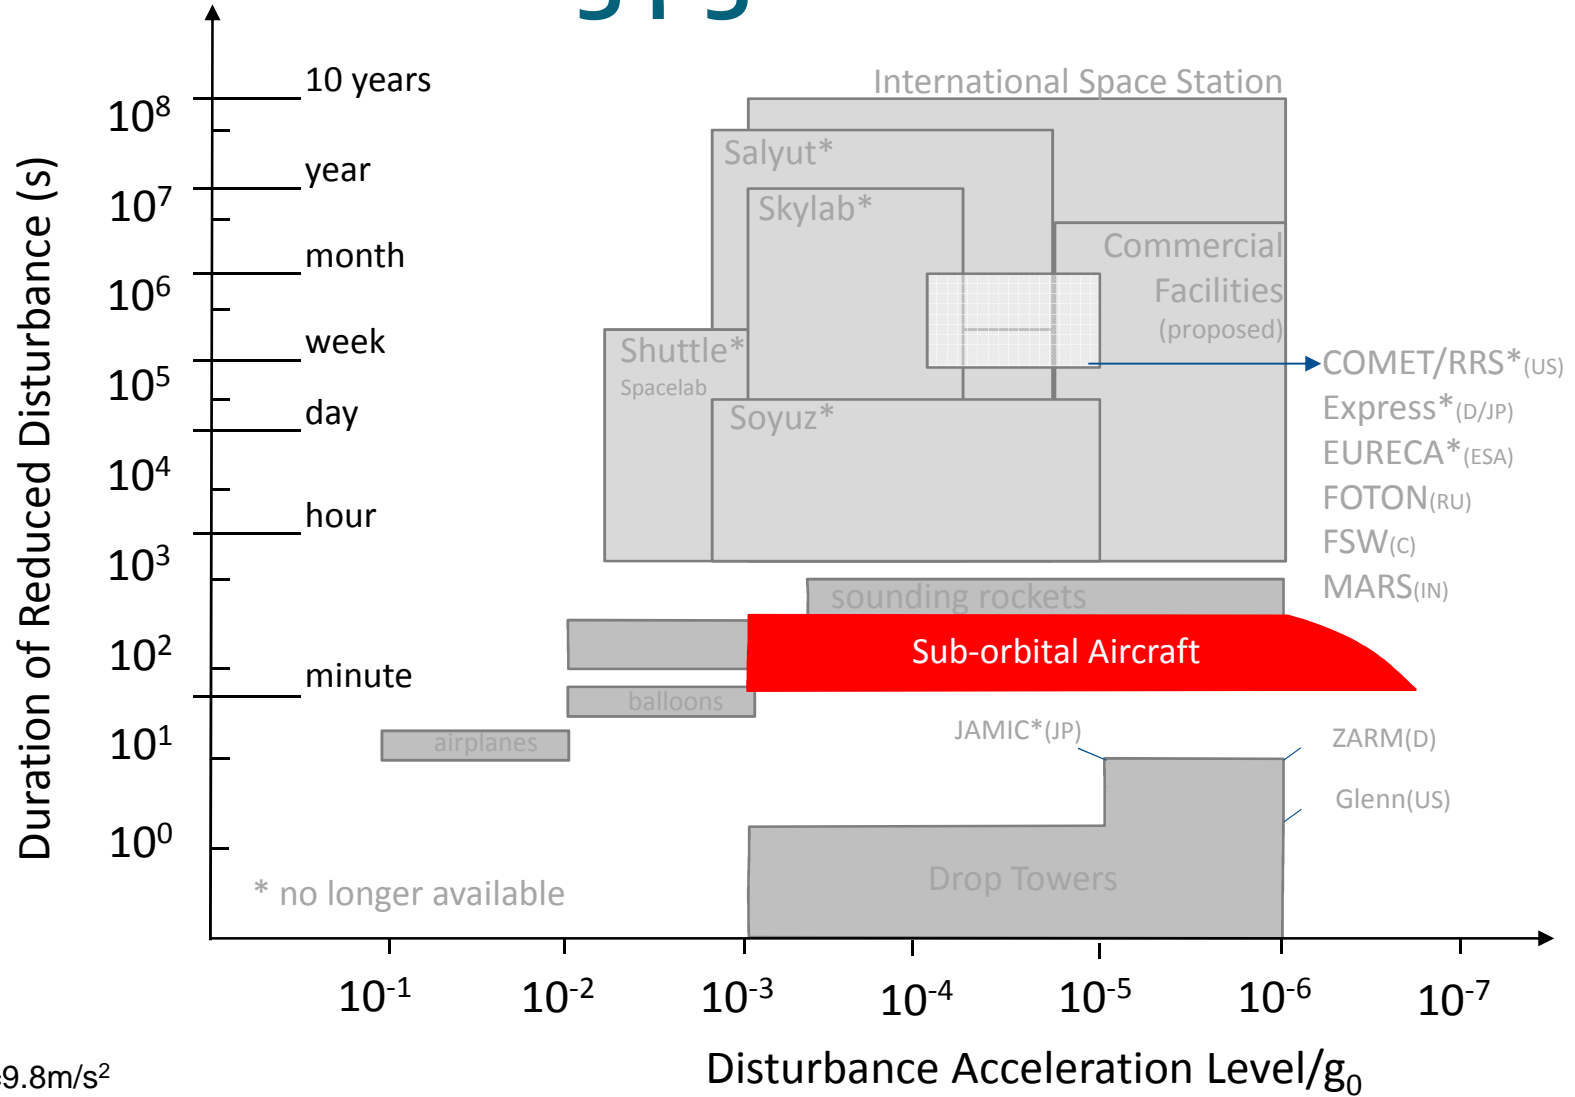 10 years
International Space Station
10⁸
Salyut*
year
10⁷
Skylab*
Commercial
month
Facilities
10⁶
(proposed)
week
Shuttle*
COMET/RRS*(US)
Spacelab
10⁵
Soyuz*
Express*(D/JP)
day
EURECA*(ESA)
10⁴
FOTON(RU)
hour
FSW(C)
10³
MARS(IN)
sounding rockets
10²
Sub-orbital Aircraft
minute
balloons
10¹
airplanes
JAMIC*(JP)
ZARM(D)
Glenn(US)
10⁰
Drop Towers
* no longer available
Duration of Reduced Disturbance (s)
10⁻¹ 10⁻² 10⁻³ 10⁻⁴ 10⁻⁵ 10⁻⁶ 10⁻⁷
Disturbance Acceleration Level/g₀
9.8m/s²